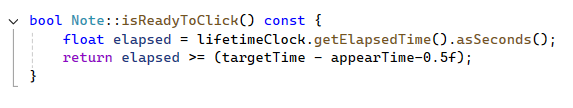 bool Note::isReadyToClick() const {
    float elapsed = lifetimeClock.getElapsedTime().asSeconds();
    return elapsed >= (targetTime - appearTime-0.5f);
}